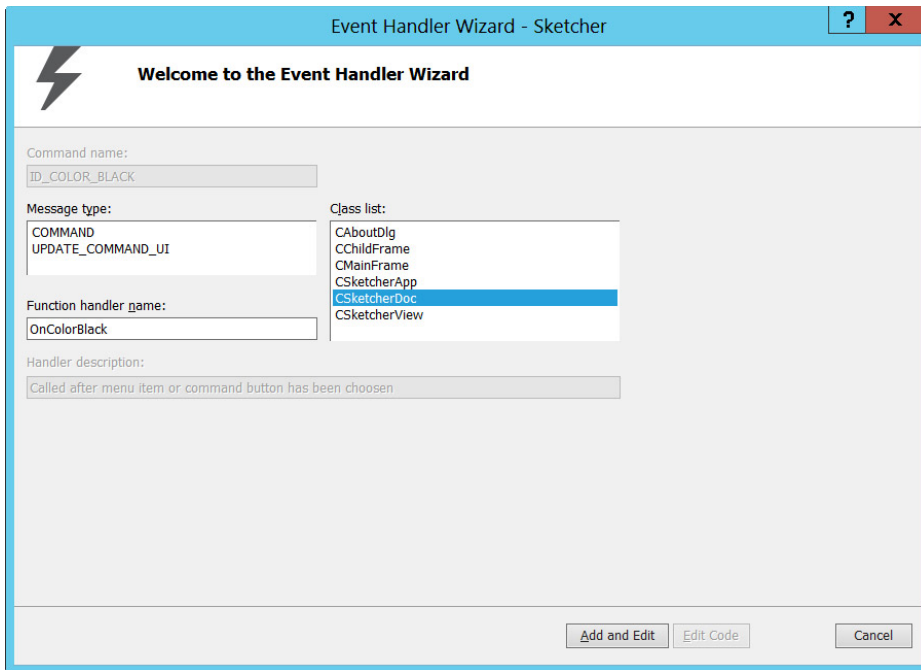 Event Handler Wizard - Sketcher
? X
Welcome to the Event Handler Wizard
Command name:
ID_COLOR_BLACK
Message type:
COMMAND
UPDATE_COMMAND_UI
Class list:
CAboutDlg
CChildFrame
CMainFrame
CSketcherApp
CSketcherDoc
CSketcherView
Function handler name:
OnColorBlack
Handler description:
Called after menu item or command button has been choosen
Add and Edit
Edit Code
Cancel